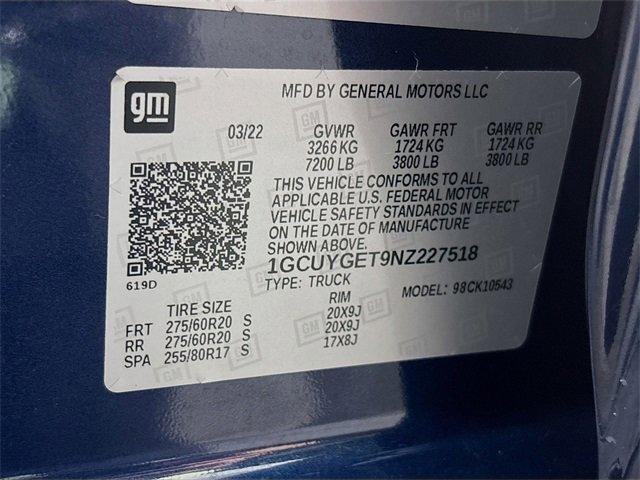 gm
MFD BY GENERAL MOTORS LLC
03/22 GVWR GAWR FRT GAWR RR
3266 KG 1724 KG 1724 KG
7200 LB 3800 LB 3800 LB
THIS VEHICLE CONFORMS TO ALL
APPLICABLE U.S. FEDERAL MOTOR
VEHICLE SAFETY STANDARDS IN EFFECT
ON THE DATE OF MANUFACTURE
SHOWN ABOVE.
619D
1GCUYGET9NZ227518
TYPE: TRUCK MODEL: 98CK10543
TIRE SIZE RIM
FRT 275/60R20 S 20X9J
RR 275/60R20 S 20X9J
SPA 255/80R17 S 17X8J